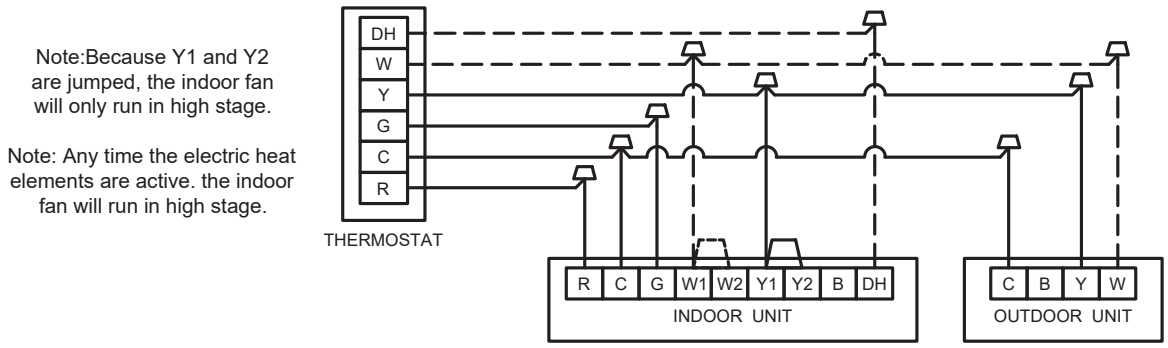 Note:Because Y1 and Y2
are jumped, the indoor fan
will only run in high stage.
Note: Any time the electric heat
elements are active. the indoor
fan will run in high stage.
DH
W
Y
G
C
R
THERMOSTAT
R C G W1 W2 Y1 Y2 B DH
INDOOR UNIT
C B Y W
OUTDOOR UNIT